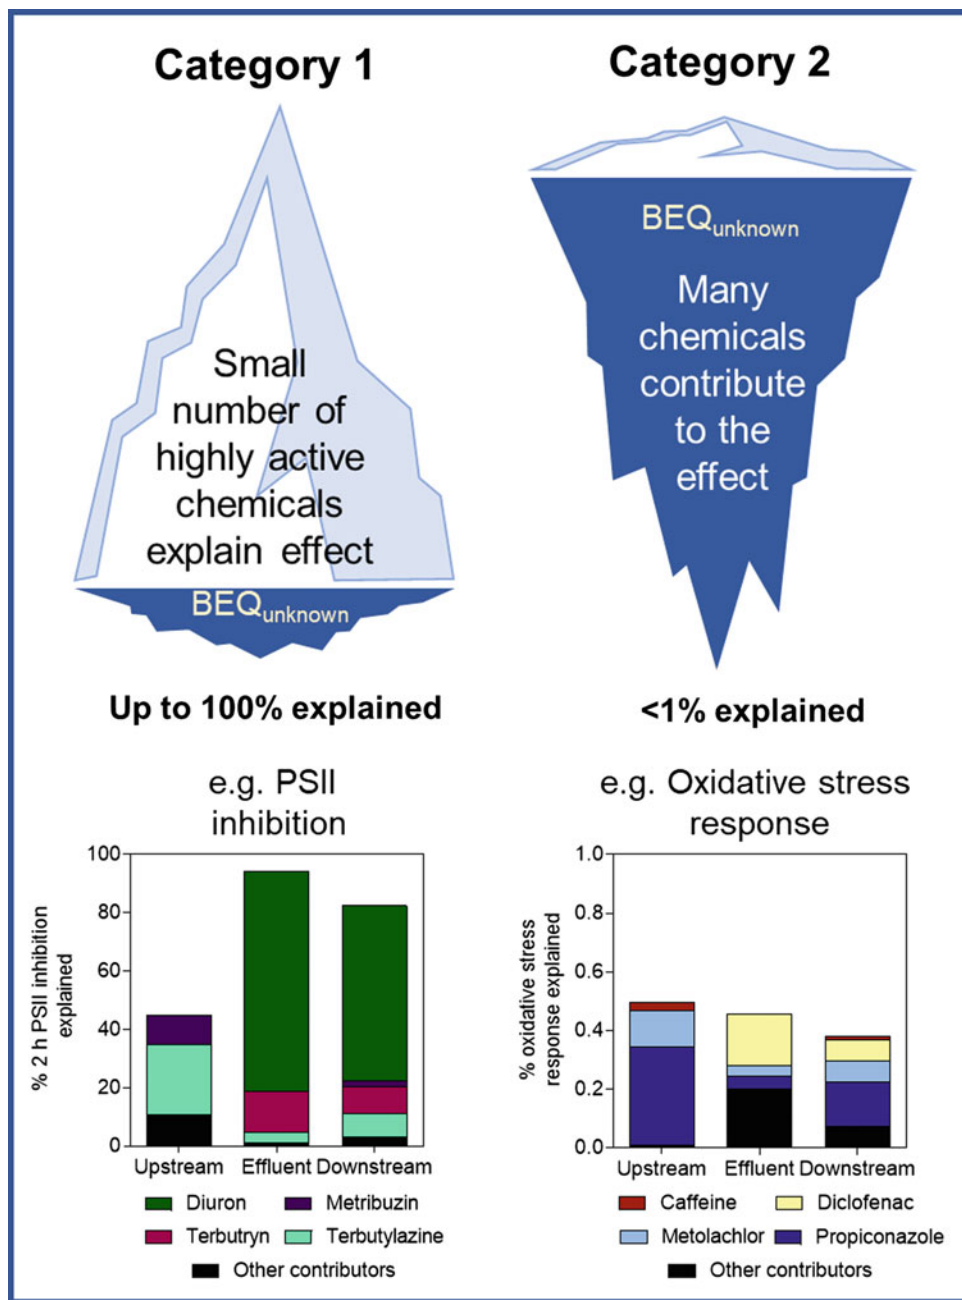 Category 1
Small
number of
highly active
chemicals
explain effect
BEQunknown
Up to 100% explained
e.g. PSII
inhibition
% 2 h PSII inhibition
explained
100
80
60
40
20
0
Upstream Effluent Downstream
Diuron Metribuzin
Terbutryn Terbutylazine
Other contributors
Category 2
BEQunknown
Many
chemicals
contribute
to the
effect
<1% explained
e.g. Oxidative stress
response
% oxidative stress
response explained
1.0
0.8
0.6
0.4
0.2
0.0
Upstream Effluent Downstream
Caffeine Diclofenac
Metolachlor Propiconazole
Other contributors